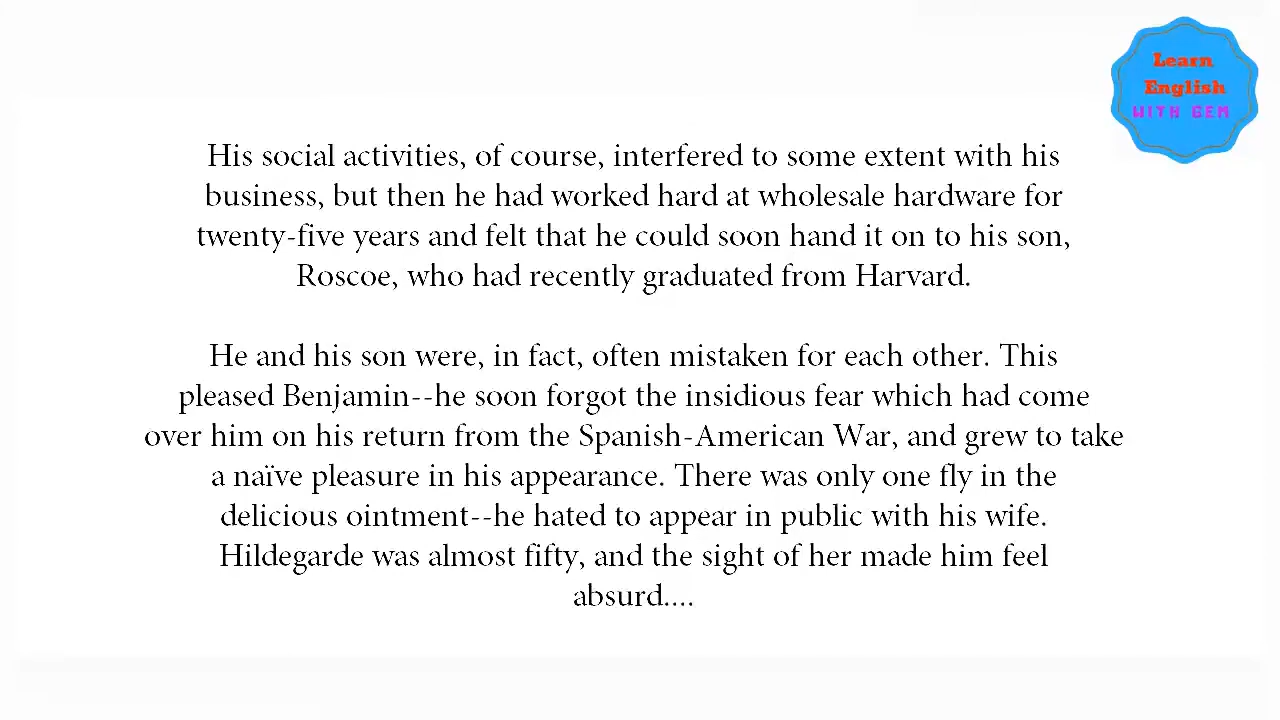 Learn
English
WITH GEM
His social activities, of course, interfered to some extent with his
business, but then he had worked hard at wholesale hardware for
twenty-five years and felt that he could soon hand it on to his son,
Roscoe, who had recently graduated from Harvard.
He and his son were, in fact, often mistaken for each other. This
pleased Benjamin--he soon forgot the insidious fear which had come
over him on his return from the Spanish-American War, and grew to take
a naïve pleasure in his appearance. There was only one fly in the
delicious ointment--he hated to appear in public with his wife.
Hildegarde was almost fifty, and the sight of her made him feel
absurd....